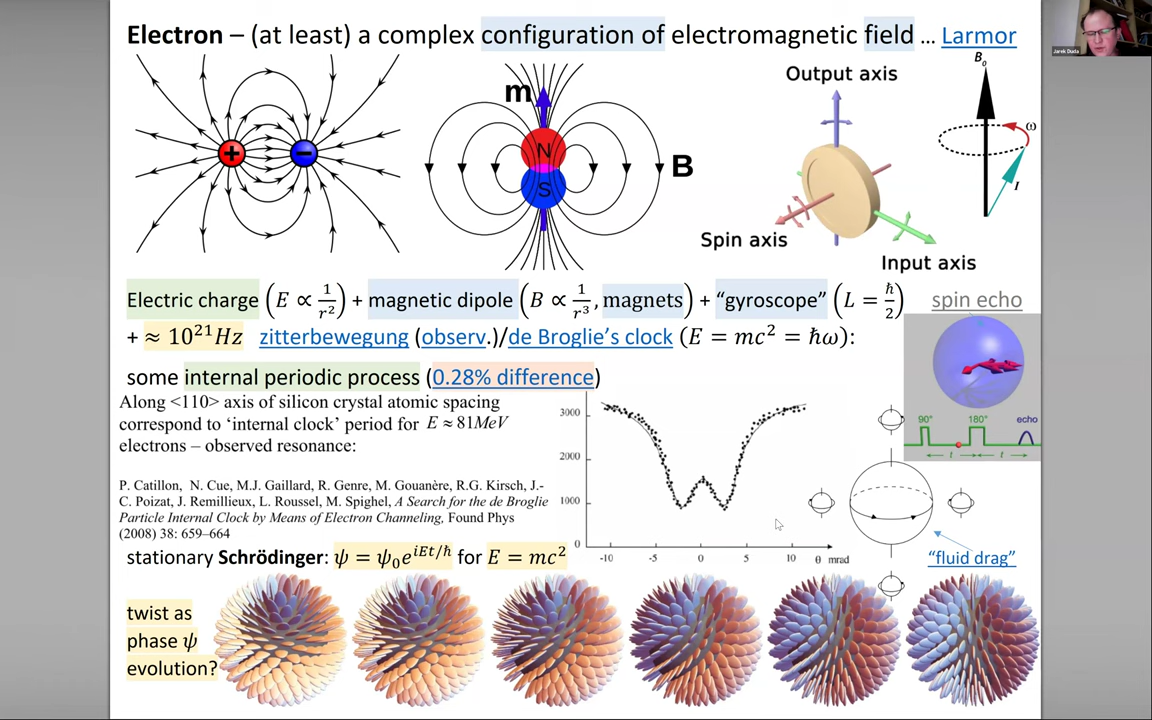 Electron – (at least) a complex configuration of electromagnetic field … Larmor
Jarek Duda
+
−
m
N
S
B
Output axis
Spin axis
Input axis
B₀
ω
I
Electric charge (E ∝ 1/r²) + magnetic dipole (B ∝ 1/r³, magnets) + “gyroscope” (L = ħ/2)
spin echo
+ ≈ 10²¹Hz zitterbewegung (observ.)/de Broglie’s clock (E = mc² = ħω):
some internal periodic process (0.28% difference)
Along <110> axis of silicon crystal atomic spacing
correspond to ‘internal clock’ period for E ≈ 81MeV
electrons – observed resonance:
P. Catillon, N. Cue, M.J. Gaillard, R. Genre, M. Gouanère, R.G. Kirsch, J.-
C. Poizat, J. Remillieux, L. Roussel, M. Spighel, A Search for the de Broglie
Particle Internal Clock by Means of Electron Channeling, Found Phys
(2008) 38: 659–664
3000
2000
1000
0
-10 -5 0 5 10 θ mrad
90° 180° echo
t t
stationary Schrödinger: ψ = ψ₀e^{iEt/ħ} for E = mc²
“fluid drag”
twist as
phase ψ
evolution?